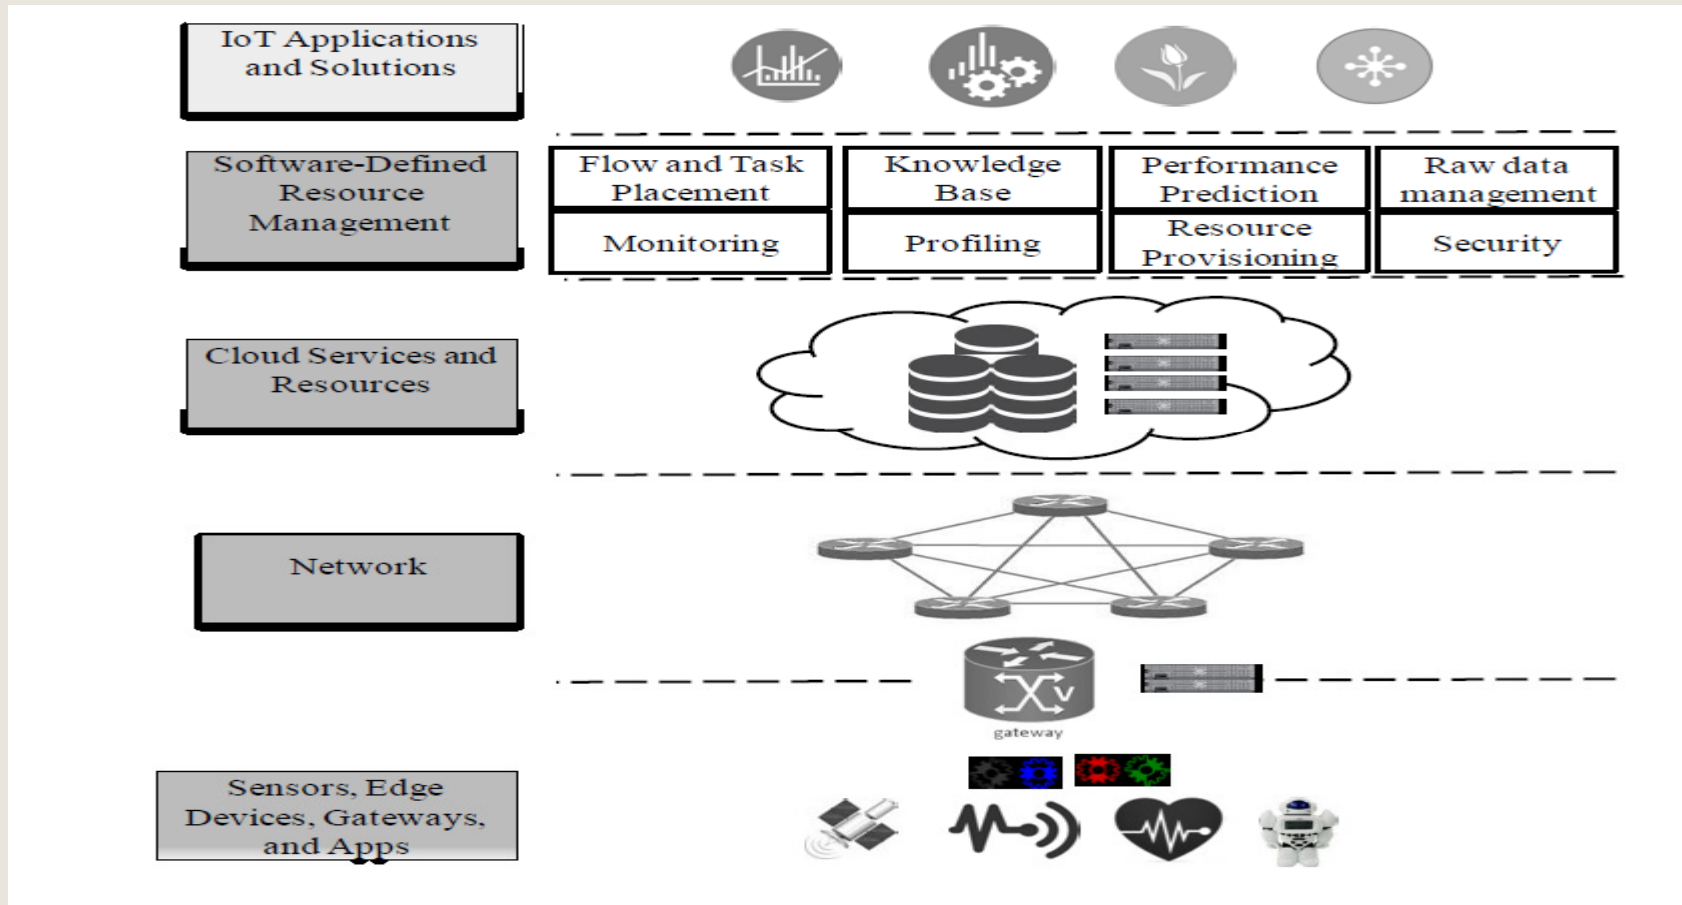 IoT Applications
and Solutions
Software-Defined
Resource
Management
Flow and Task
Placement
Knowledge
Base
Performance
Prediction
Raw data
management
Monitoring
Profiling
Resource
Provisioning
Security
Cloud Services and
Resources
Network
V
gateway
Sensors, Edge
Devices, Gateways,
and Apps